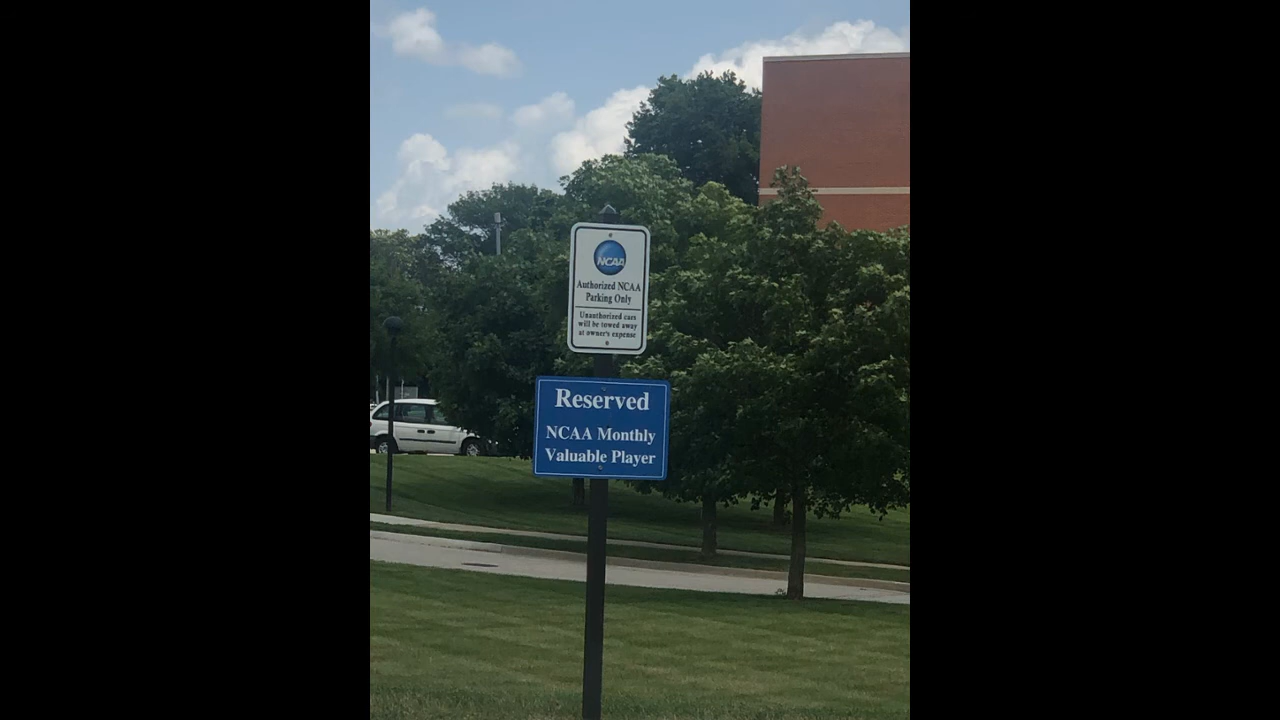 NCAA
Authorized NCAA
Parking Only
Unauthorized cars
will be towed away
at owner's expense
Reserved
NCAA Monthly
Valuable Player